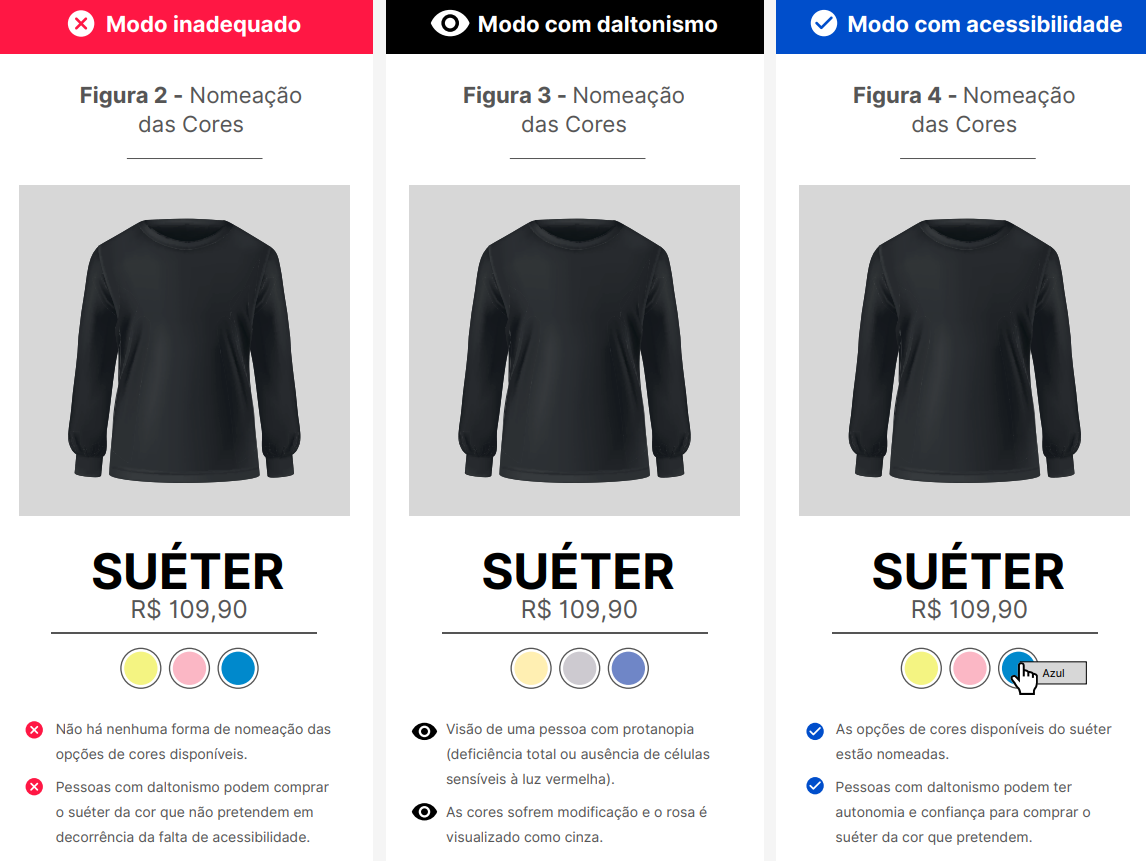 Modo inadequado
Figura 2 - Nomeação
das Cores
SUÉTER
R$ 109,90
Não há nenhuma forma de nomeação das
opções de cores disponíveis.
Pessoas com daltonismo podem comprar
o suéter da cor que não pretendem em
decorrência da falta de acessibilidade.
Modo com daltonismo
Figura 3 - Nomeação
das Cores
SUÉTER
R$ 109,90
Visão de uma pessoa com protanopia
(deficiência total ou ausência de células
sensíveis à luz vermelha).
As cores sofrem modificação e o rosa é
visualizado como cinza.
Modo com acessibilidade
Figura 4 - Nomeação
das Cores
SUÉTER
R$ 109,90
Azul
As opções de cores disponíveis do suéter
estão nomeadas.
Pessoas com daltonismo podem ter
autonomia e confiança para comprar o
suéter da cor que pretendem.